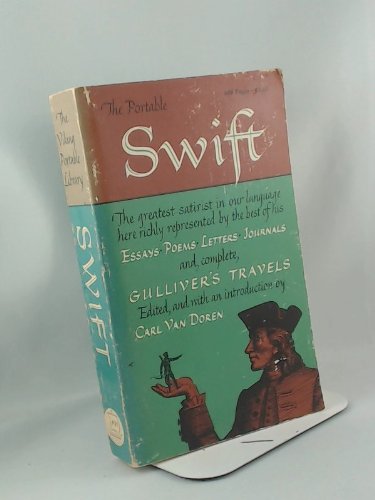 The Portable
Swift
The greatest satirist in our language
here richly represented by the best of his
ESSAYS · POEMS · LETTERS · JOURNALS
and, complete,
GULLIVER'S TRAVELS
Edited, and with an introduction by
CARL VAN DOREN
The
Viking
Portable
Library
SWIFT